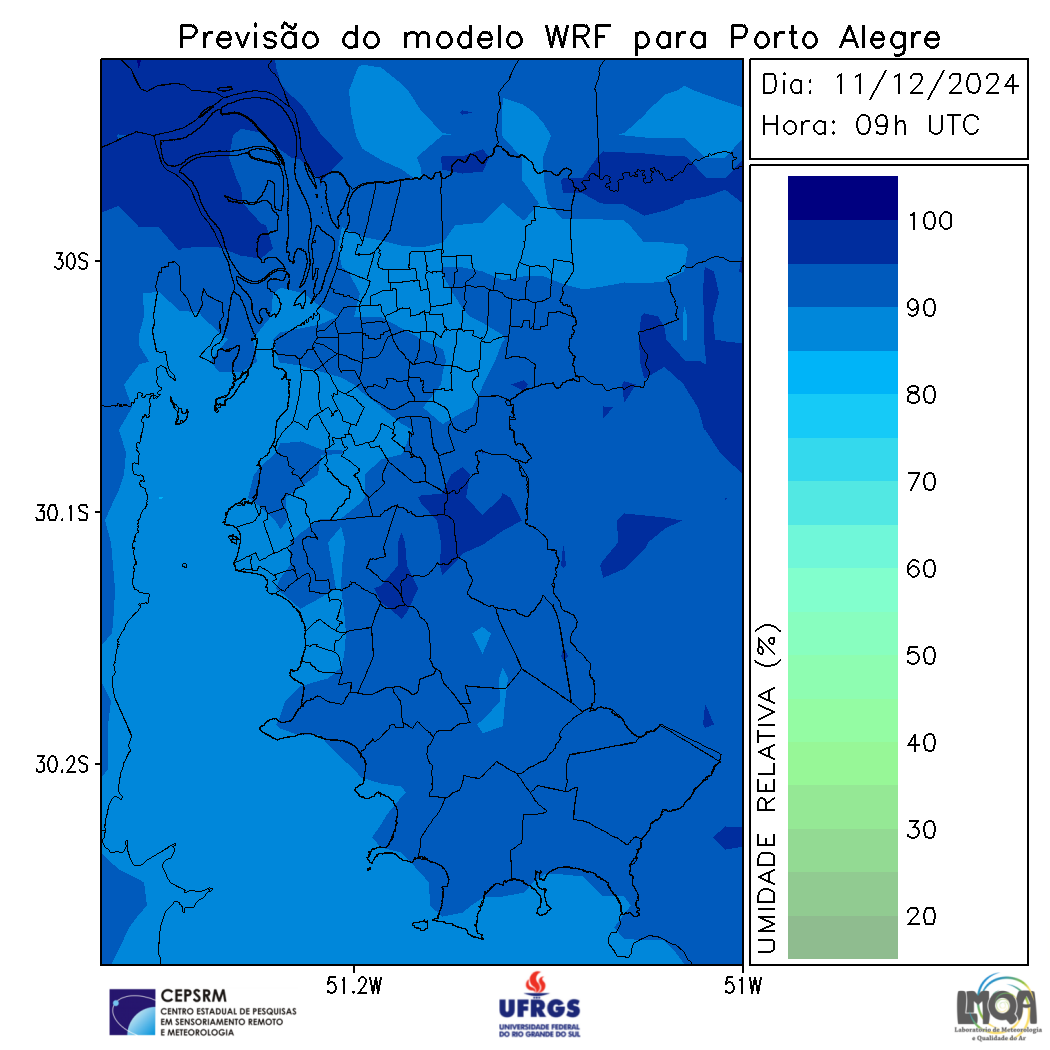 Previsão do modelo WRF para Porto Alegre
Dia: 11/12/2024
Hora: 09h UTC
30S
30.1S
30.2S
51.2W
51W
UMIDADE RELATIVA (%)
100
90
80
70
60
50
40
30
20
CEPSRM
CENTRO ESTADUAL DE PESQUISAS
EM SENSORIAMENTO REMOTO
E METEOROLOGIA
UFRGS
UNIVERSIDADE FEDERAL
DO RIO GRANDE DO SUL
LMQA
Laboratório de Meteorologia
e Qualidade do Ar